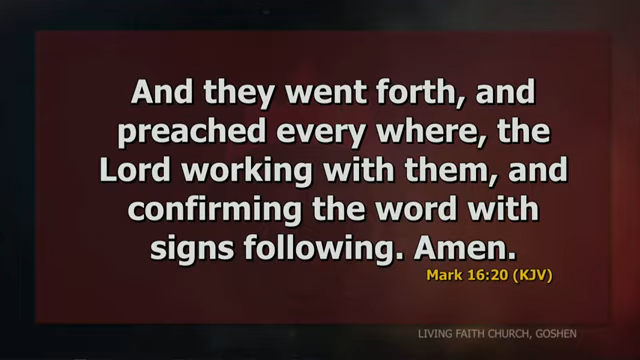 And they went forth, and
preached every where, the
Lord working with them, and
confirming the word with
signs following. Amen.
Mark 16:20 (KJV)
LIVING FAITH CHURCH, GOSHEN